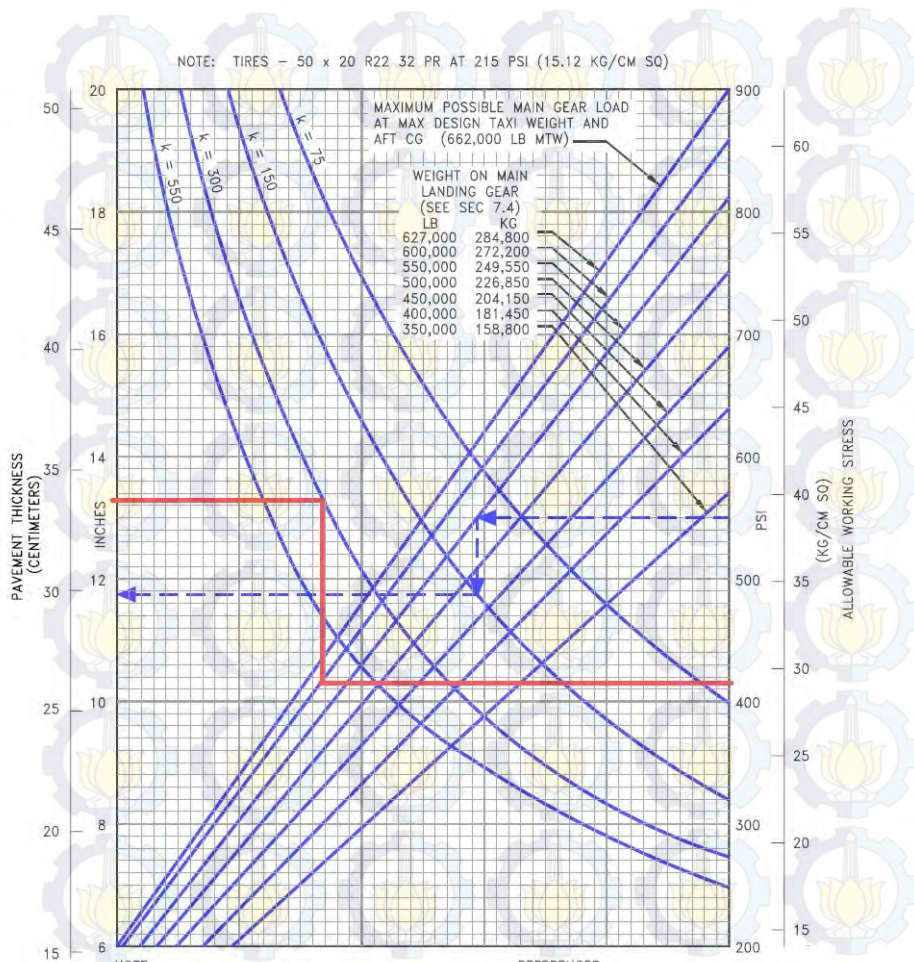 NOTE: TIRES - 50 x 20 R22 32 PR AT 215 PSI (15.12 KG/CM SQ)
MAXIMUM POSSIBLE MAIN GEAR LOAD
AT MAX DESIGN TAXI WEIGHT AND
AFT CG (662,000 LB MTW)
WEIGHT ON MAIN
LANDING GEAR
(SEE SEC 7.4)
LB KG
627,000 284,800
600,000 272,200
550,000 249,550
500,000 226,850
450,000 204,150
400,000 181,450
350,000 158,800
k = 550
k = 300
k = 150
k = 75
PAVEMENT THICKNESS
(CENTIMETERS)
50
45
40
35
30
25
20
15
INCHES
20
18
16
14
12
10
8
6
PSI
900
800
700
600
500
400
300
200
60
55
50
45
40
35
30
25
20
15
(KG/CM SQ)
ALLOWABLE WORKING STRESS